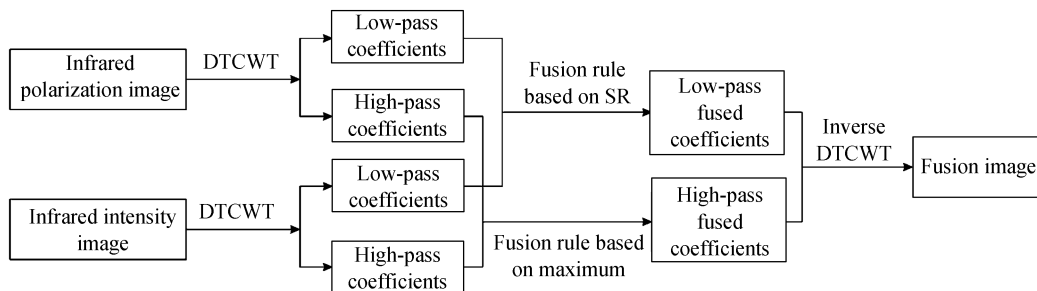 Infrared
polarization image
DTCWT
Low-pass
coefficients
High-pass
coefficients
Infrared intensity
image
DTCWT
Low-pass
coefficients
High-pass
coefficients
Fusion rule
based on SR
Fusion rule based
on maximum
Low-pass
fused
coefficients
High-pass
fused
coefficients
Inverse
DTCWT
Fusion image